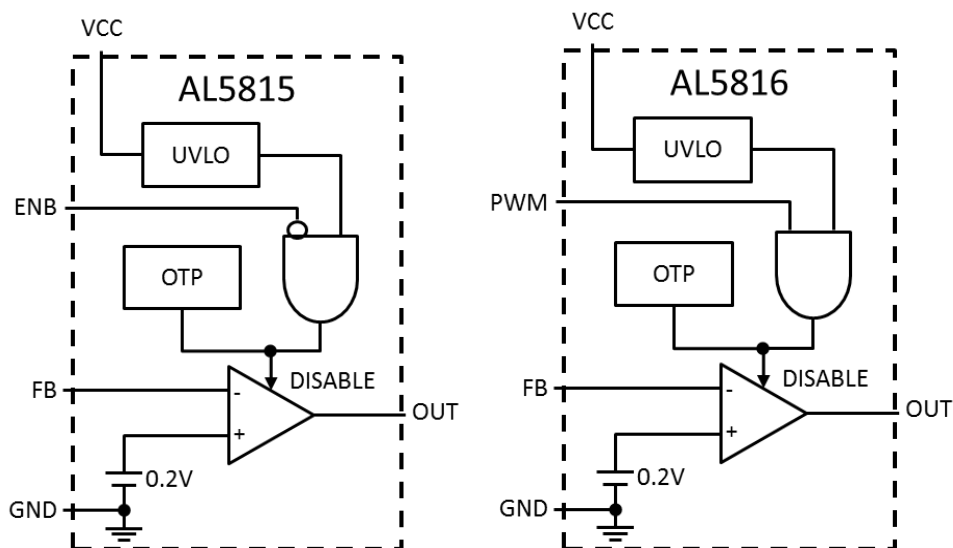 VCC
AL5815
UVLO
ENB
OTP
DISABLE
FB
-
+
OUT
0.2V
GND
VCC
AL5816
UVLO
PWM
OTP
DISABLE
FB
-
+
OUT
0.2V
GND